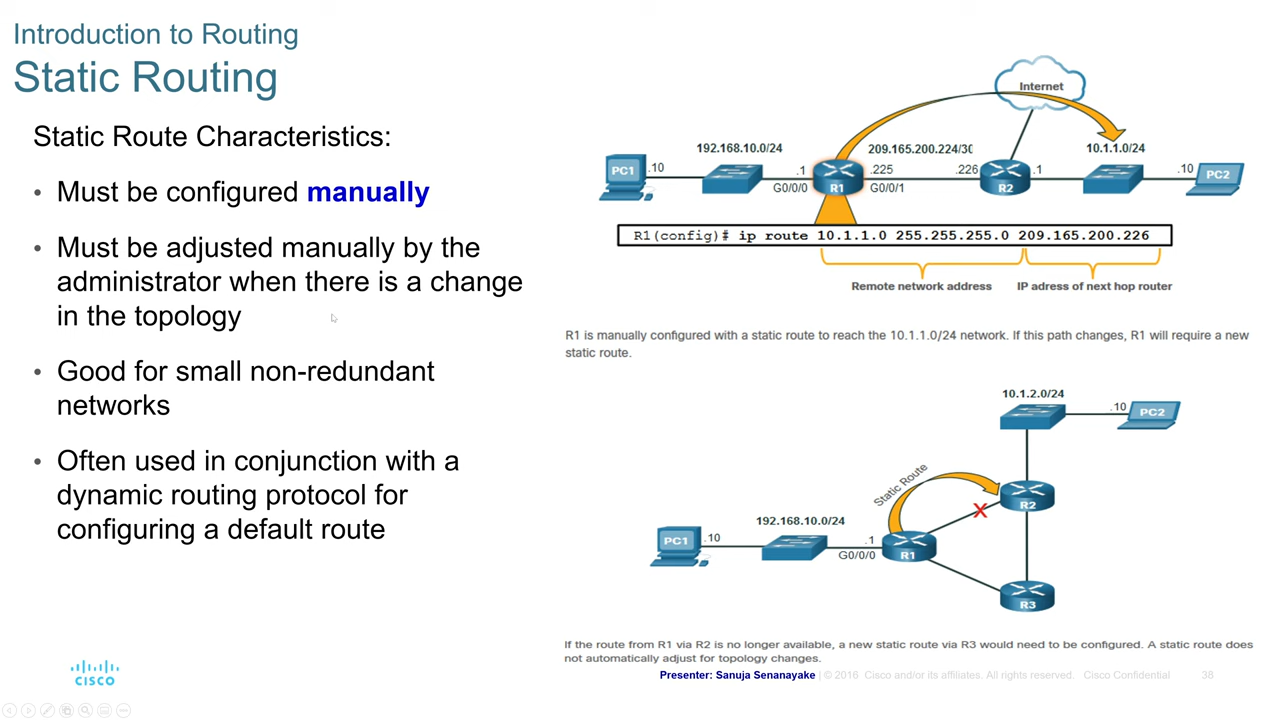 Introduction to Routing
Static Routing
Static Route Characteristics:
• Must be configured manually
• Must be adjusted manually by the
administrator when there is a change
in the topology
• Good for small non-redundant
networks
• Often used in conjunction with a
dynamic routing protocol for
configuring a default route
Internet
192.168.10.0/24
209.165.200.224/30
10.1.1.0/24
PC1
.10
.1
G0/0/0
R1
.225
G0/0/1
.226
R2
.1
.10
PC2
R1(config)# ip route 10.1.1.0 255.255.255.0 209.165.200.226
Remote network address
IP adress of next hop router
R1 is manually configured with a static route to reach the 10.1.1.0/24 network. If this path changes, R1 will require a new
static route.
10.1.2.0/24
.10
PC2
Static Route
X
R2
192.168.10.0/24
PC1
.10
.1
G0/0/0
R1
R3
If the route from R1 via R2 is no longer available, a new static route via R3 would need to be configured. A static route does
not automatically adjust for topology changes.
CISCO
Presenter: Sanuja Senanayake | © 2016 Cisco and/or its affiliates. All rights reserved. Cisco Confidential 38